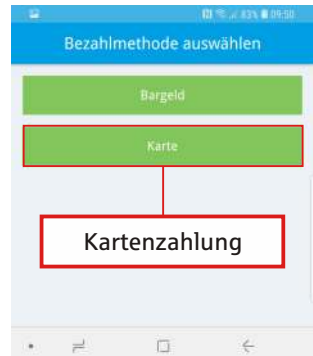 83% 09:50
Bezahlmethode auswählen
Bargeld
Karte
Kartenzahlung